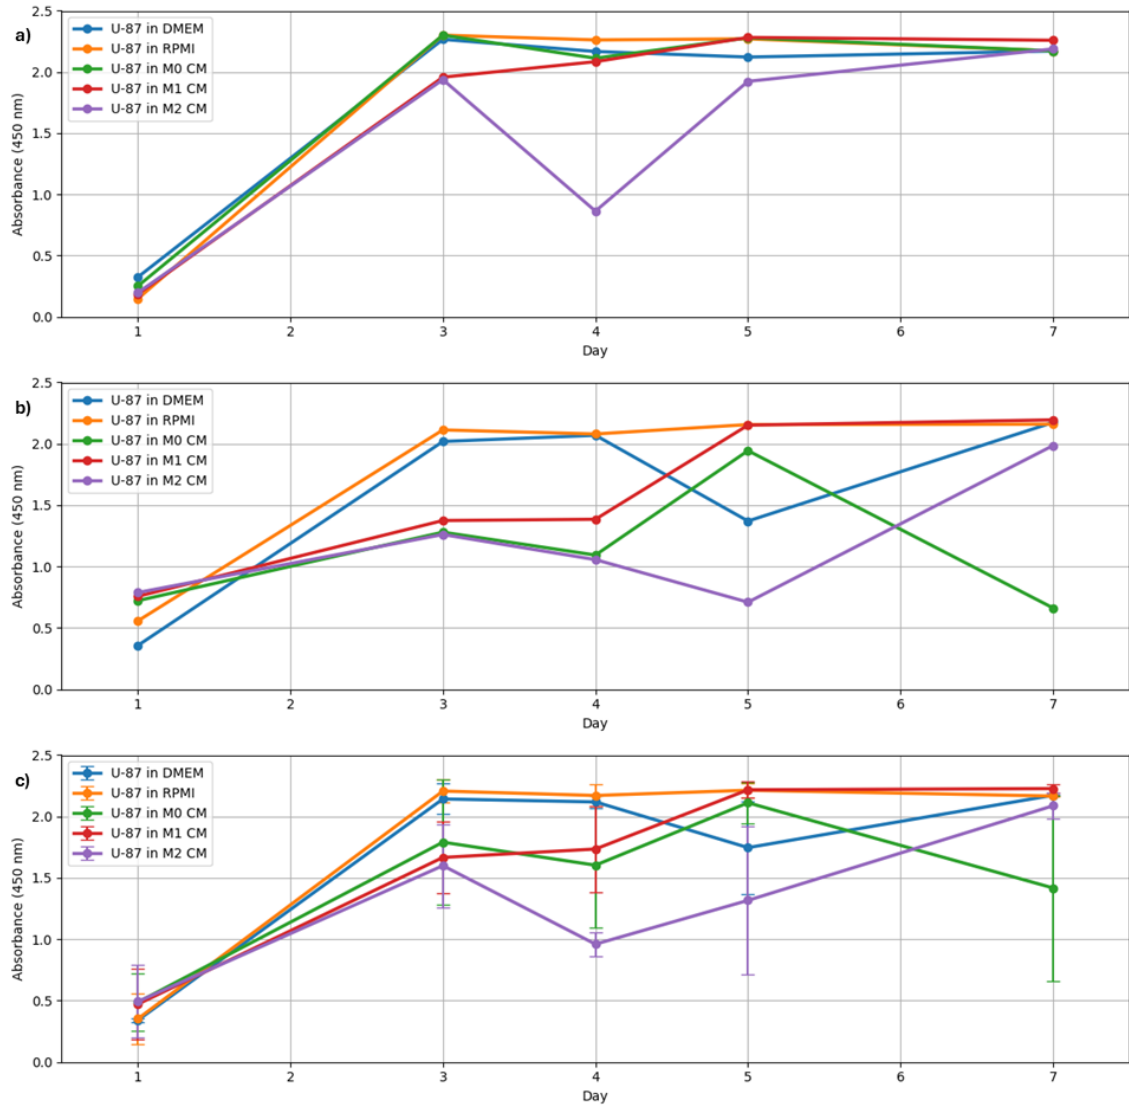 a)
U-87 in DMEM
U-87 in RPMI
U-87 in M0 CM
U-87 in M1 CM
U-87 in M2 CM
Absorbance (450 nm)
2.5
2.0
1.5
1.0
0.5
0.0
1 2 3 4 5 6 7
Day
b)
U-87 in DMEM
U-87 in RPMI
U-87 in M0 CM
U-87 in M1 CM
U-87 in M2 CM
Absorbance (450 nm)
2.5
2.0
1.5
1.0
0.5
0.0
1 2 3 4 5 6 7
Day
c)
U-87 in DMEM
U-87 in RPMI
U-87 in M0 CM
U-87 in M1 CM
U-87 in M2 CM
Absorbance (450 nm)
2.5
2.0
1.5
1.0
0.5
0.0
1 2 3 4 5 6 7
Day